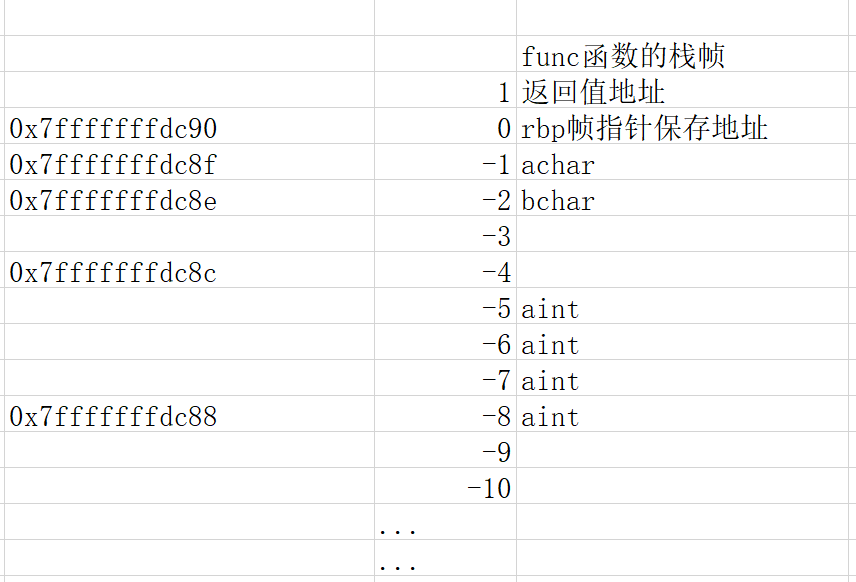 func函数的栈帧
1 返回值地址
0x7fffffffdc90 0 rbp帧指针保存地址
0x7fffffffdc8f -1 achar
0x7fffffffdc8e -2 bchar
-3
0x7fffffffdc8c -4
-5 aint
-6 aint
-7 aint
0x7fffffffdc88 -8 aint
-9
-10
...
...